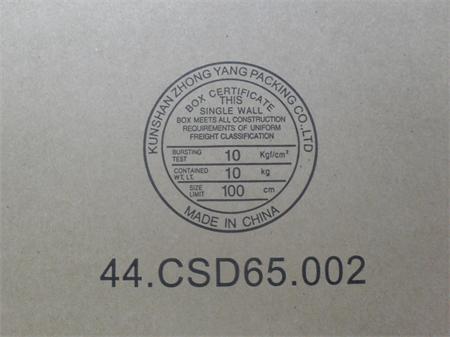 KUNSHAN ZHONG YANG PACKING CO.,LTD
BOX CERTIFICATE
THIS
SINGLE WALL
BOX MEETS ALL CONSTRUCTION
REQUIREMENTS OF UNIFORM
FREIGHT CLASSIFICATION
BURSTING TEST 10 Kgf/cm²
CONTAINED WT, LT. 10 kg
SIZE LIMIT 100 cm
MADE IN CHINA
44.CSD65.002